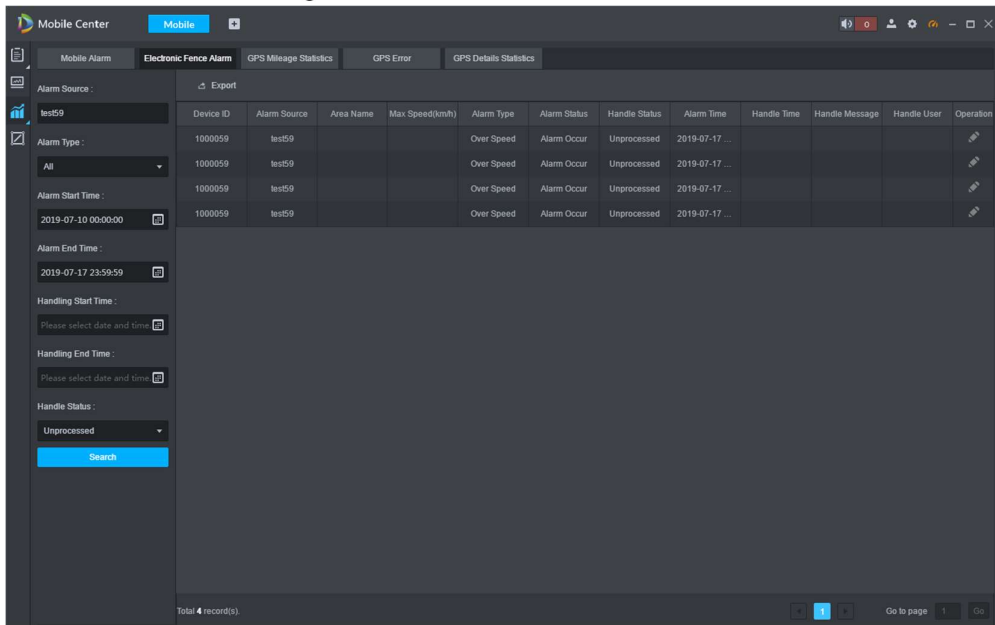 Mobile Center
Mobile
0
Mobile Alarm
Electronic Fence Alarm
GPS Mileage Statistics
GPS Error
GPS Details Statistics
Alarm Source :
test59
Alarm Type :
All
Alarm Start Time :
2019-07-10 00:00:00
Alarm End Time :
2019-07-17 23:59:59
Handling Start Time :
Please select date and time.
Handling End Time :
Please select date and time.
Handle Status :
Unprocessed
Search
Export
Device ID Alarm Source Area Name Max Speed(km/h) Alarm Type Alarm Status Handle Status Alarm Time Handle Time Handle Message Handle User Operation
1000059 test59 Over Speed Alarm Occur Unprocessed 2019-07-17 ...
1000059 test59 Over Speed Alarm Occur Unprocessed 2019-07-17 ...
1000059 test59 Over Speed Alarm Occur Unprocessed 2019-07-17 ...
1000059 test59 Over Speed Alarm Occur Unprocessed 2019-07-17 ...
Total 4 record(s).
1
Go to page 1 Go